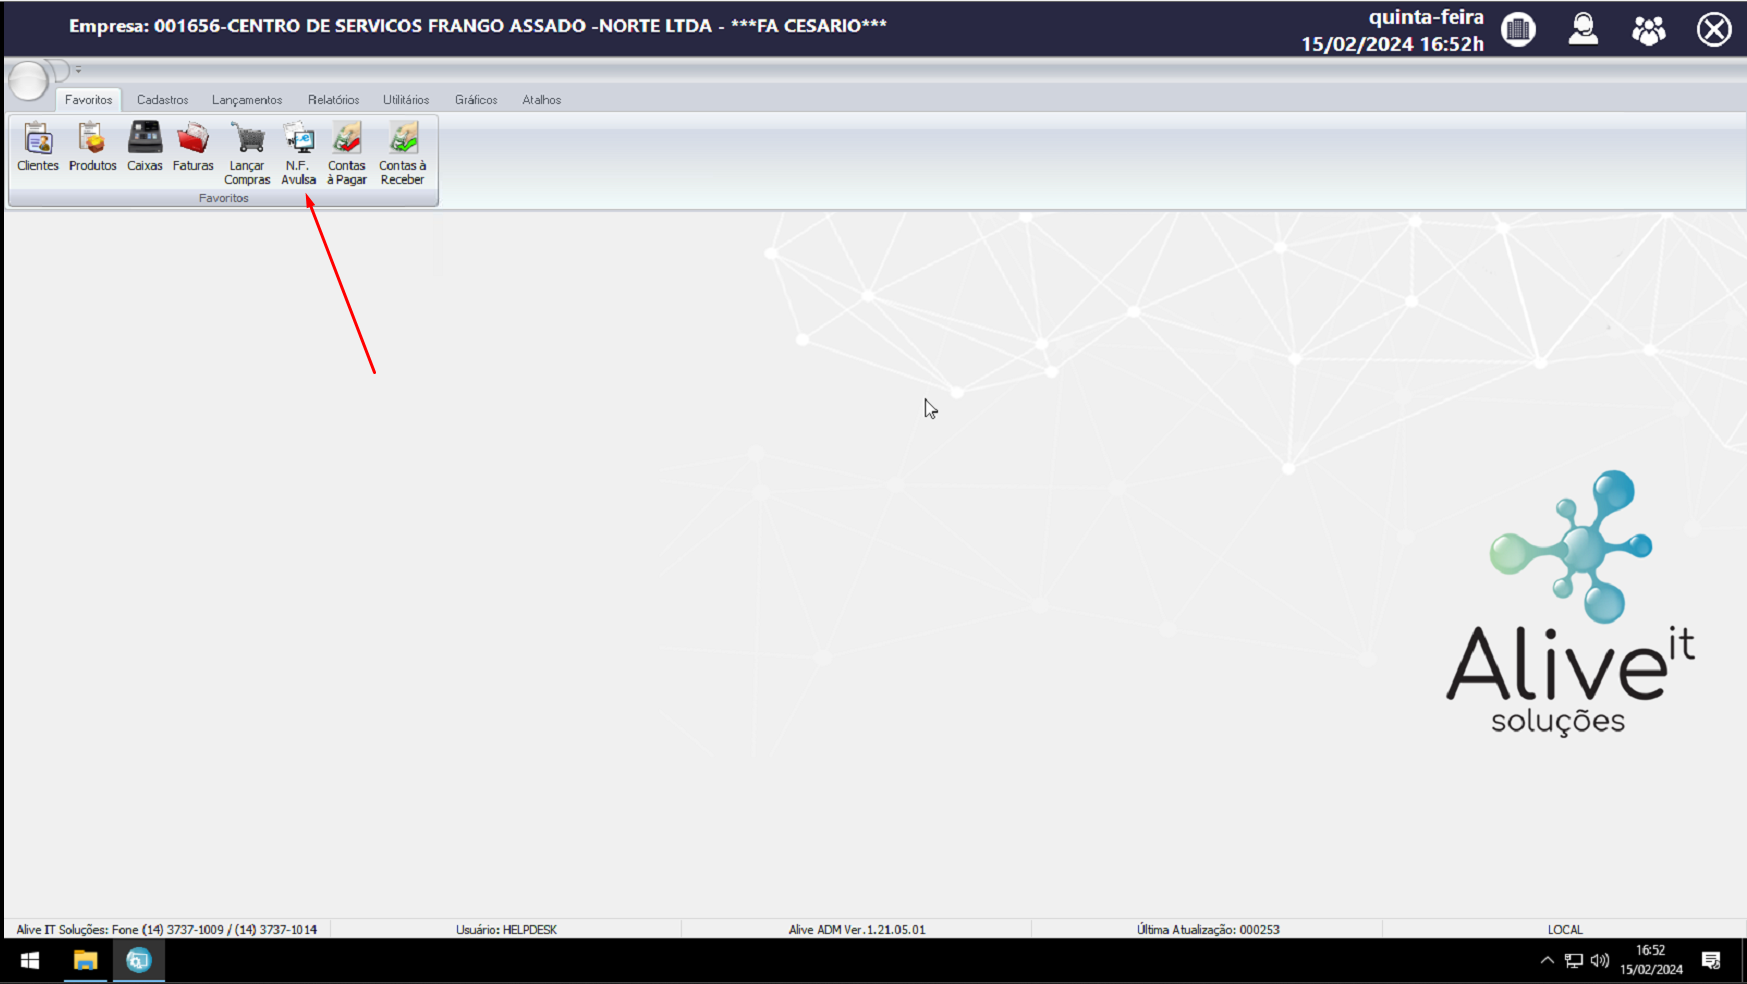 Empresa: 001656-CENTRO DE SERVICOS FRANGO ASSADO -NORTE LTDA - ***FA CESARIO***
quinta-feira
15/02/2024 16:52h
Favoritos Cadastros Lançamentos Relatórios Utilitários Gráficos Atalhos
Clientes Produtos Caixas Faturas Lançar Compras N.F. Avulsa Contas à Pagar Contas à Receber
Favoritos
Alive it
soluções
Alive IT Soluções: Fone (14) 3737-1009 / (14) 3737-1014 Usuário: HELPDESK Alive ADM Ver.1.21.05.01 Última Atualização: 000253 LOCAL
16:52
15/02/2024